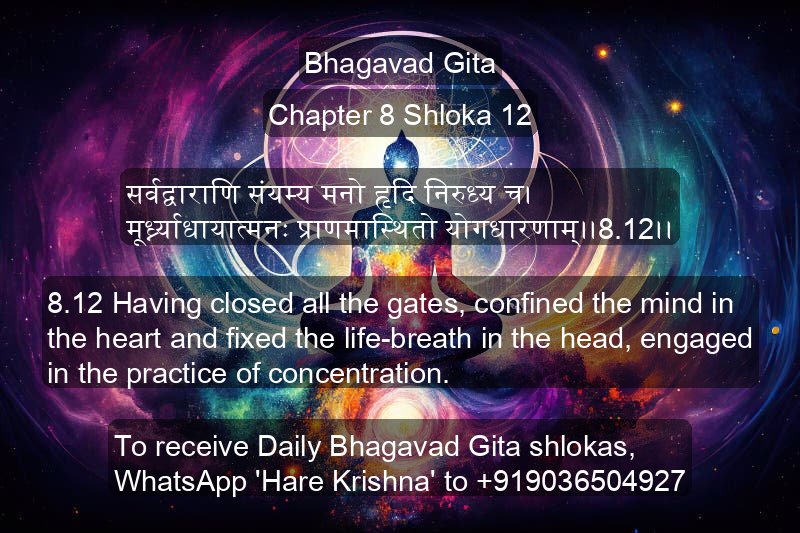 Bhagavad Gita
Chapter 8 Shloka 12
सर्वद्वाराणि संयम्य मनो हृदि निरुध्य च।
मूर्ध्न्याधायात्मनः प्राणमास्थितो योगधारणाम्।।8.12।।
8.12 Having closed all the gates, confined the mind in
the heart and fixed the life-breath in the head, engaged
in the practice of concentration.
To receive Daily Bhagavad Gita shlokas,
WhatsApp 'Hare Krishna' to +919036504927